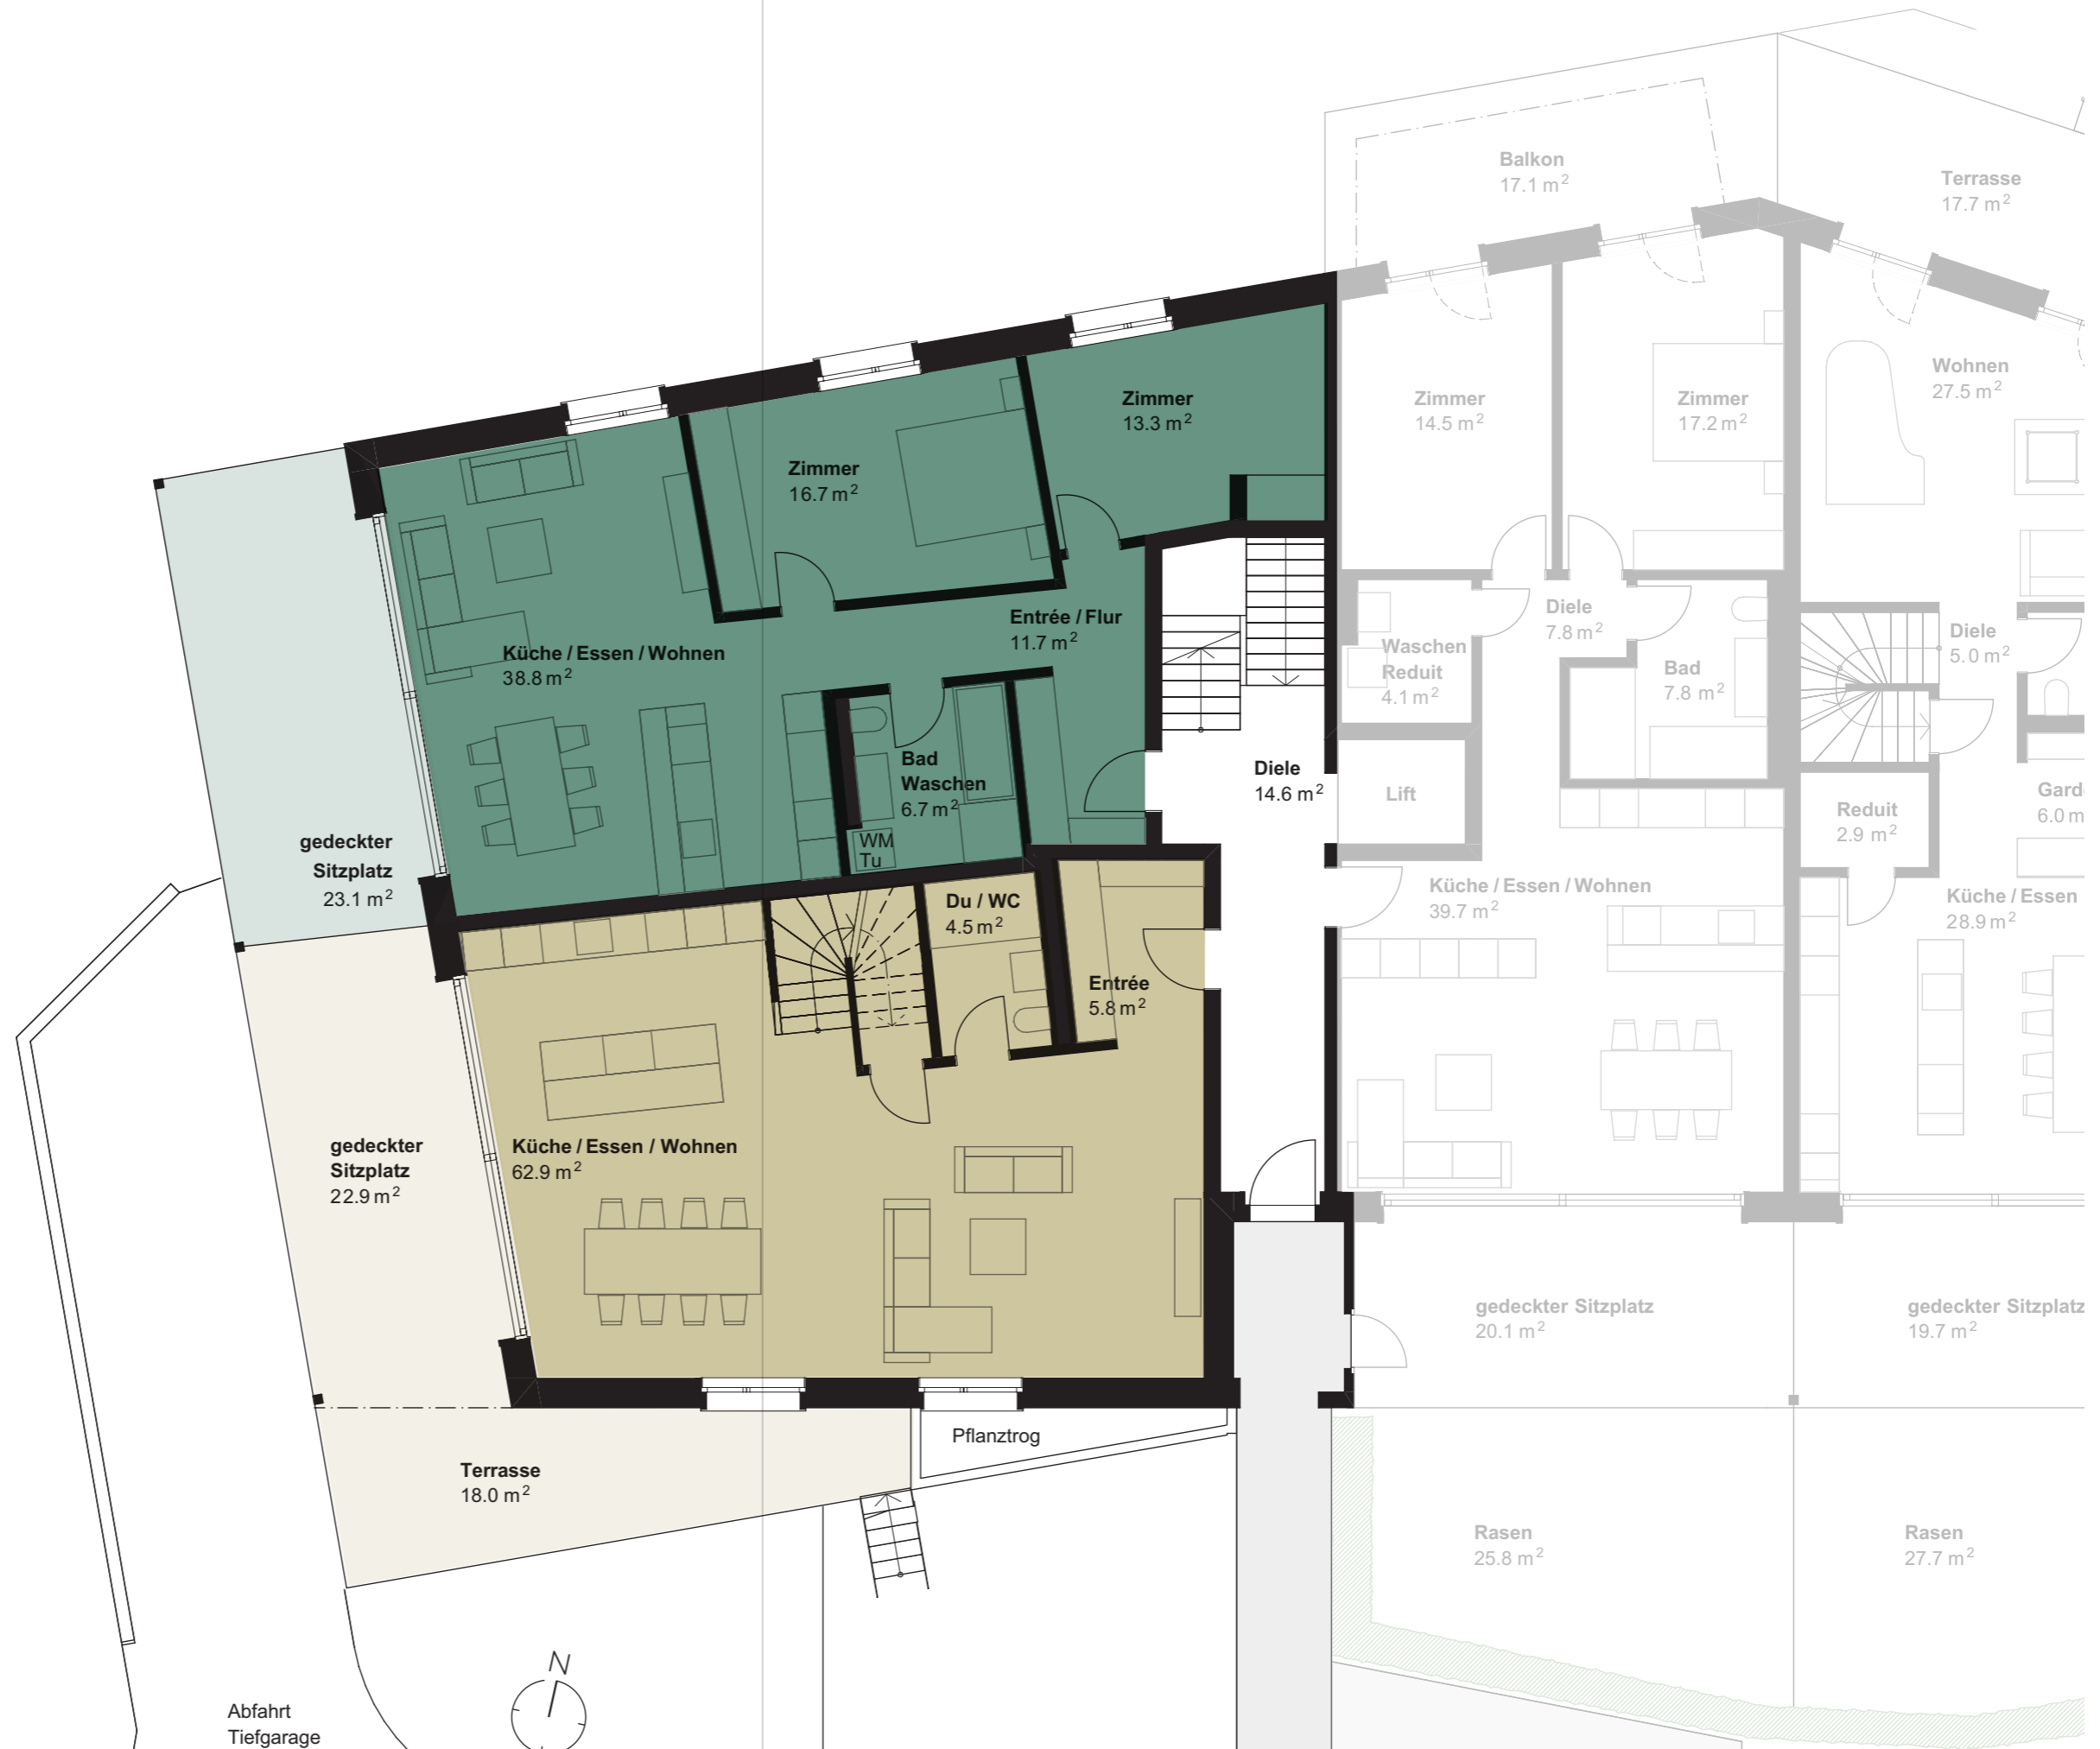 Balkon
17.1 m²
Terrasse
17.7 m²
Wohnen
27.5 m²
Zimmer
13.3 m²
Zimmer
14.5 m²
Zimmer
17.2 m²
Zimmer
16.7 m²
Entrée / Flur
11.7 m²
Küche / Essen / Wohnen
38.8 m²
Diele
7.8 m²
Waschen
Reduit
4.1 m²
Bad
7.8 m²
Diele
5.0 m²
Bad
Waschen
6.7 m²
WM
Tu
Diele
14.6 m²
Lift
Reduit
2.9 m²
Gard
6.0 m
gedeckter
Sitzplatz
23.1 m²
Du / WC
4.5 m²
Küche / Essen / Wohnen
39.7 m²
Küche / Essen
28.9 m²
Entrée
5.8 m²
gedeckter
Sitzplatz
22.9 m²
Küche / Essen / Wohnen
62.9 m²
gedeckter Sitzplatz
20.1 m²
gedeckter Sitzplatz
19.7 m²
Pflanztrog
Terrasse
18.0 m²
Rasen
25.8 m²
Rasen
27.7 m²
N
Abfahrt
Tiefgarage